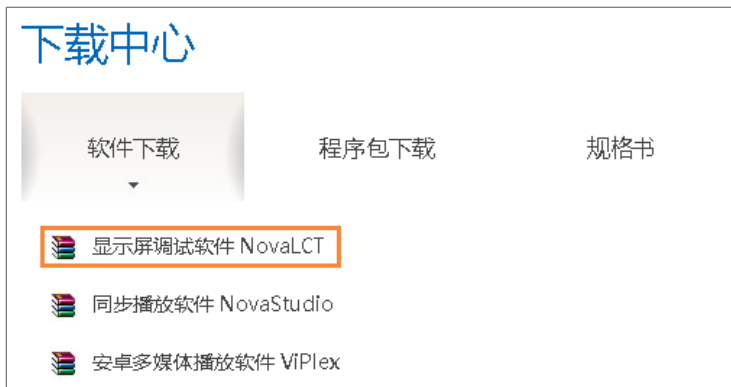 下载中心
软件下载 程序包下载 规格书
显示屏调试软件 NovaLCT
同步播放软件 NovaStudio
安卓多媒体播放软件 ViPlex